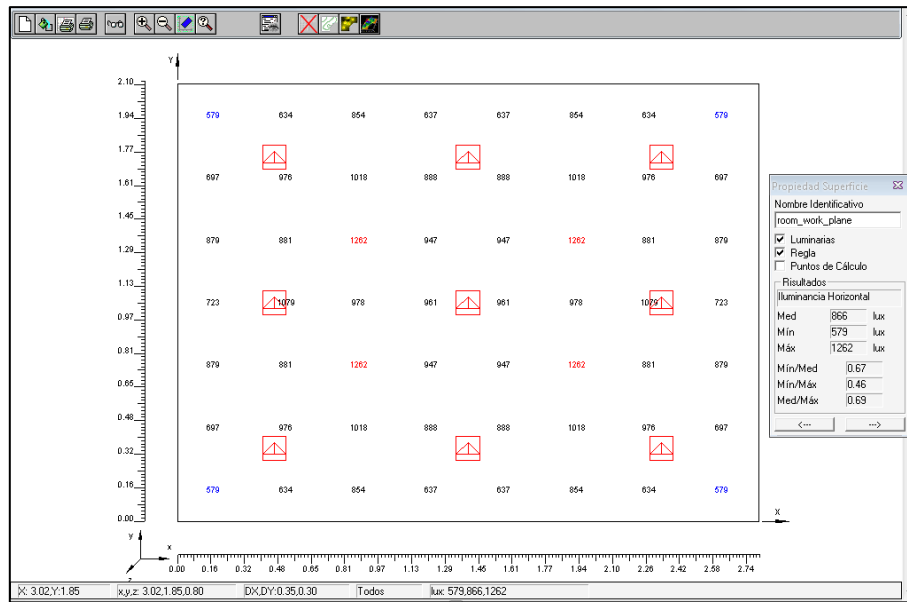 Y
2.10
1.94 579 634 854 637 637 854 634 579
1.77
1.61 697 976 1018 888 888 1018 976 697
1.45
1.29 879 881 1262 947 947 1262 881 879
1.13
0.97 723 1079 978 961 961 978 1079 723
0.81
0.65 879 881 1262 947 947 1262 881 879
0.48
0.32 697 976 1018 888 888 1018 976 697
0.16 579 634 854 637 637 854 634 579
0.00
X
y
x
z
0.00 0.16 0.32 0.48 0.65 0.81 0.97 1.13 1.29 1.45 1.61 1.77 1.94 2.10 2.26 2.42 2.58 2.74
Propiedad Superficie
Nombre Identificativo
room_work_plane
Luminarias
Regla
Puntos de Cálculo
Resultados
Iluminancia Horizontal
Med 866 lux
Mín 579 lux
Máx 1262 lux
Mín/Med 0.67
Mín/Máx 0.46
Med/Máx 0.69
<--- --->
X: 3.02,Y:1.85 x,y,z: 3.02,1.85,0.80 DX,DY:0.35,0.30 Todos lux: 579,866,1262